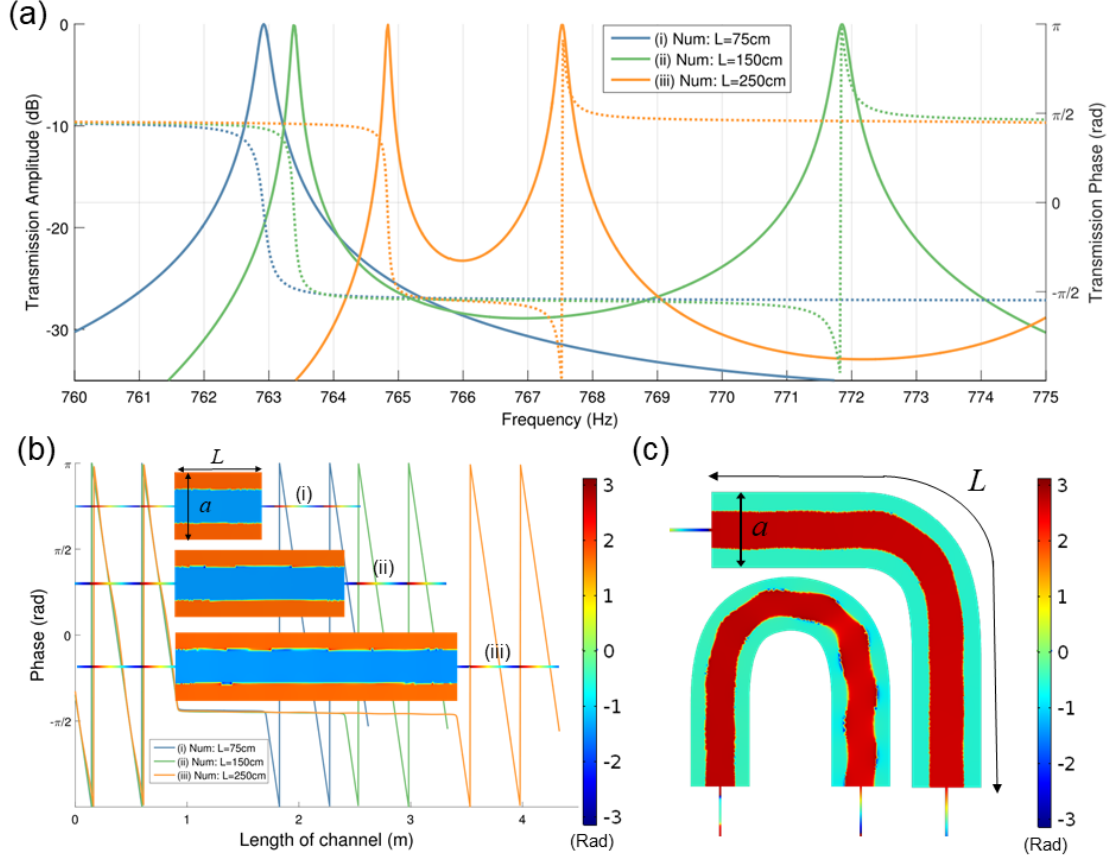 (a)
0
-10
-20
-30
Transmission Amplitude (dB)
(i) Num: L=75cm
(ii) Num: L=150cm
(iii) Num: L=250cm
π
π/2
0
-π/2
Transmission Phase (rad)
760 761 762 763 764 765 766 767 768 769 770 771 772 773 774 775
Frequency (Hz)
(b)
π
π/2
0
-π/2
Phase (rad)
L
a
(i)
(ii)
(iii)
(i) Num: L=75cm
(ii) Num: L=150cm
(iii) Num: L=250cm
0 1 2 3 4
Length of channel (m)
3
2
1
0
-1
-2
-3
(Rad)
(c)
L
a
3
2
1
0
-1
-2
-3
(Rad)